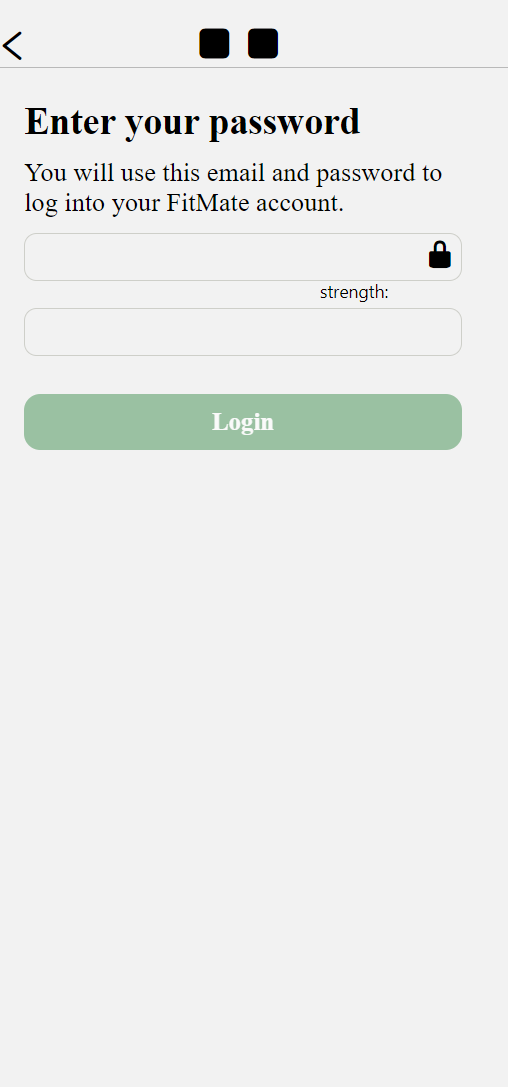 Enter your password
You will use this email and password to
log into your FitMate account.
strength:
Login